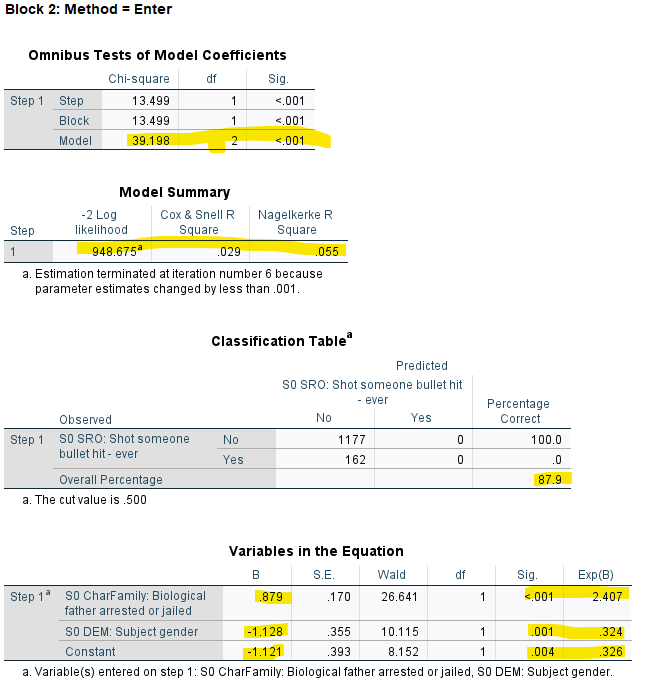 Block 2: Method = Enter
Omnibus Tests of Model Coefficients
Chi-square df Sig.
Step 1 Step 13.499 1 <.001
Block 13.499 1 <.001
Model 39.198 2 <.001
Model Summary
Step -2 Log likelihood Cox & Snell R Square Nagelkerke R Square
1 948.675a .029 .055
a. Estimation terminated at iteration number 6 because
parameter estimates changed by less than .001.
Classification Tablea
Predicted
S0 SRO: Shot someone bullet hit
- ever
Percentage
Correct
Observed No Yes
Step 1 S0 SRO: Shot someone bullet hit - ever No 1177 0 100.0
Yes 162 0 .0
Overall Percentage 87.9
a. The cut value is .500
Variables in the Equation
B S.E. Wald df Sig. Exp(B)
Step 1a S0 CharFamily: Biological father arrested or jailed .879 .170 26.641 1 <.001 2.407
S0 DEM: Subject gender -1.128 .355 10.115 1 .001 .324
Constant -1.121 .393 8.152 1 .004 .326
a. Variable(s) entered on step 1: S0 CharFamily: Biological father arrested or jailed, S0 DEM: Subject gender.